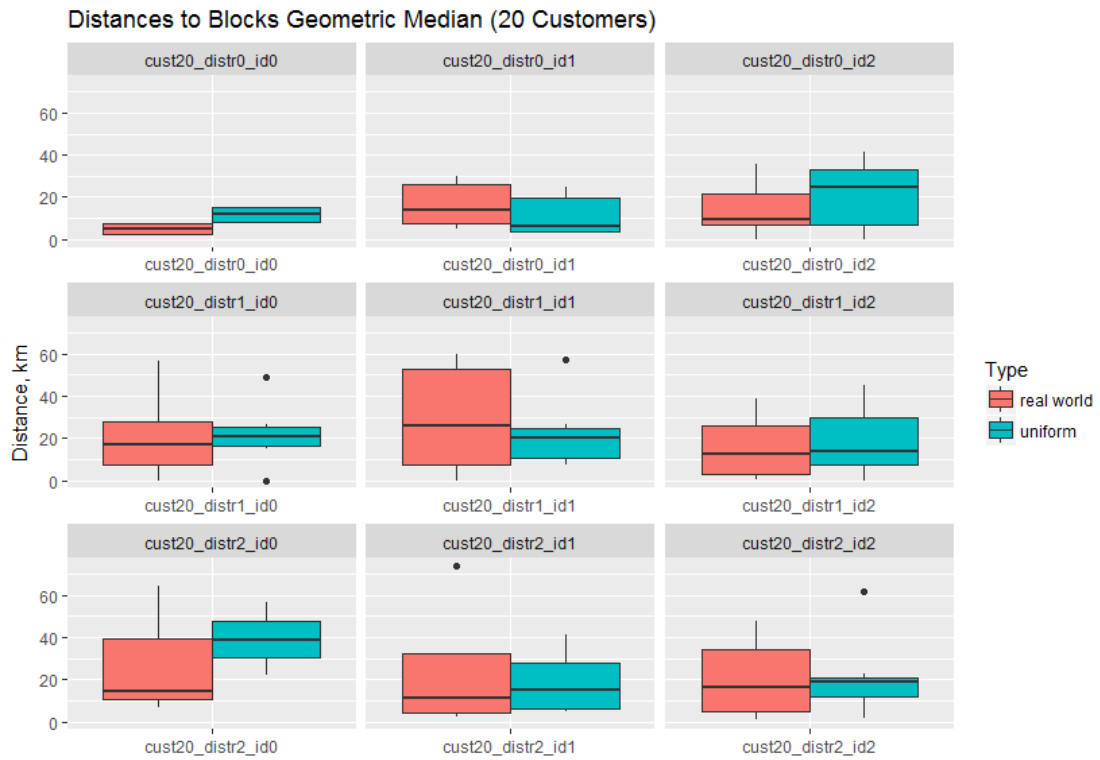 Distances to Blocks Geometric Median (20 Customers)
cust20_distr0_id0 cust20_distr0_id1 cust20_distr0_id2
60
40
20
0
cust20_distr0_id0 cust20_distr0_id1 cust20_distr0_id2
cust20_distr1_id0 cust20_distr1_id1 cust20_distr1_id2
60
40
20
0
cust20_distr1_id0 cust20_distr1_id1 cust20_distr1_id2
cust20_distr2_id0 cust20_distr2_id1 cust20_distr2_id2
60
40
20
0
cust20_distr2_id0 cust20_distr2_id1 cust20_distr2_id2
Distance, km
Type
real world
uniform